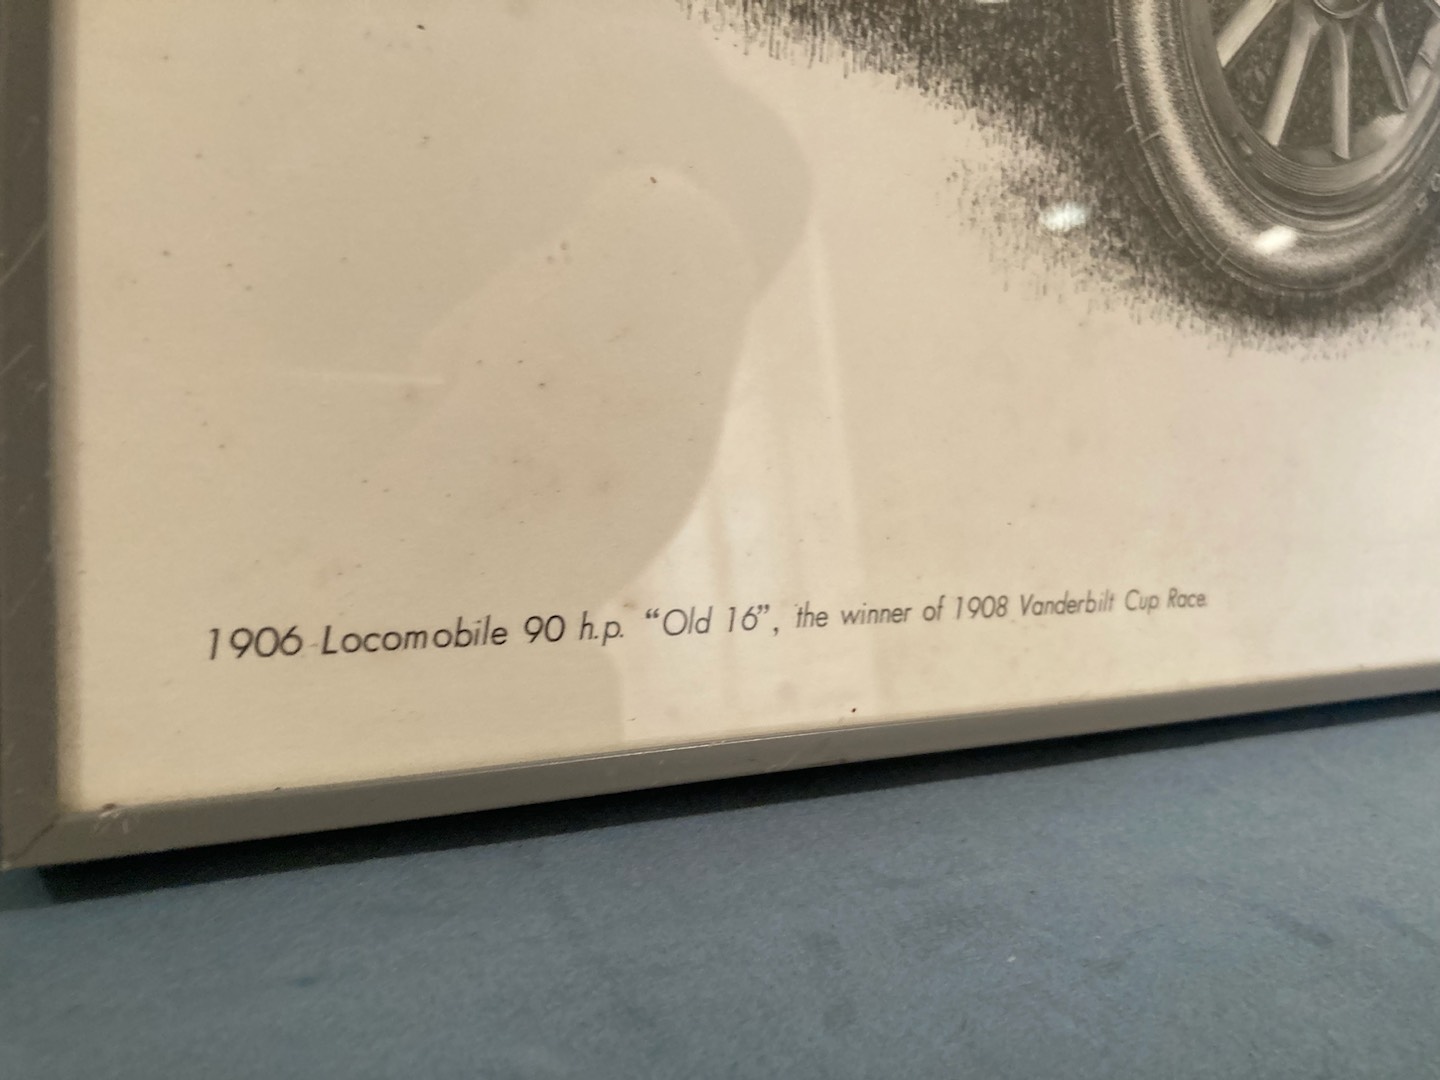 1906 Locomobile 90 h.p. “Old 16”, the winner of 1908 Vanderbilt Cup Race.